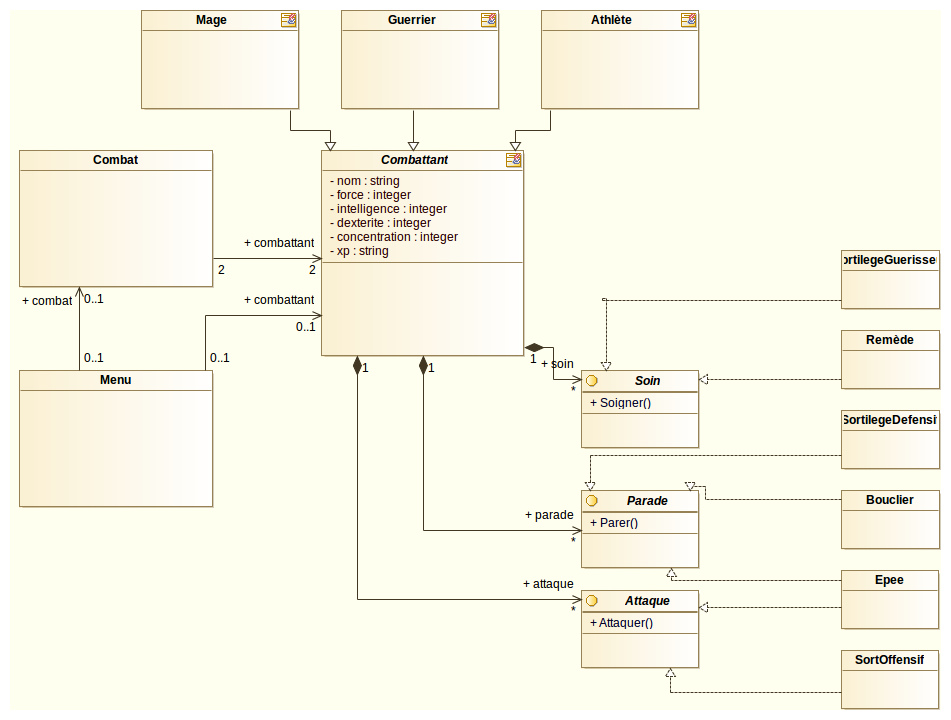 Mage
Guerrier
Athlète
Combat
Combattant
- nom : string
- force : integer
- intelligence : integer
- dexterite : integer
- concentration : integer
- xp : string
+ combattant
2
2
+ combattant
0..1
+ combat
0..1
0..1
0..1
Menu
1
1
1
+ soin
*
Soin
+ Soigner()
+ parade
*
Parade
+ Parer()
+ attaque
*
Attaque
+ Attaquer()
ortilegeGuerisseu
Remède
SortilegeDefensif
Bouclier
Epee
SortOffensif